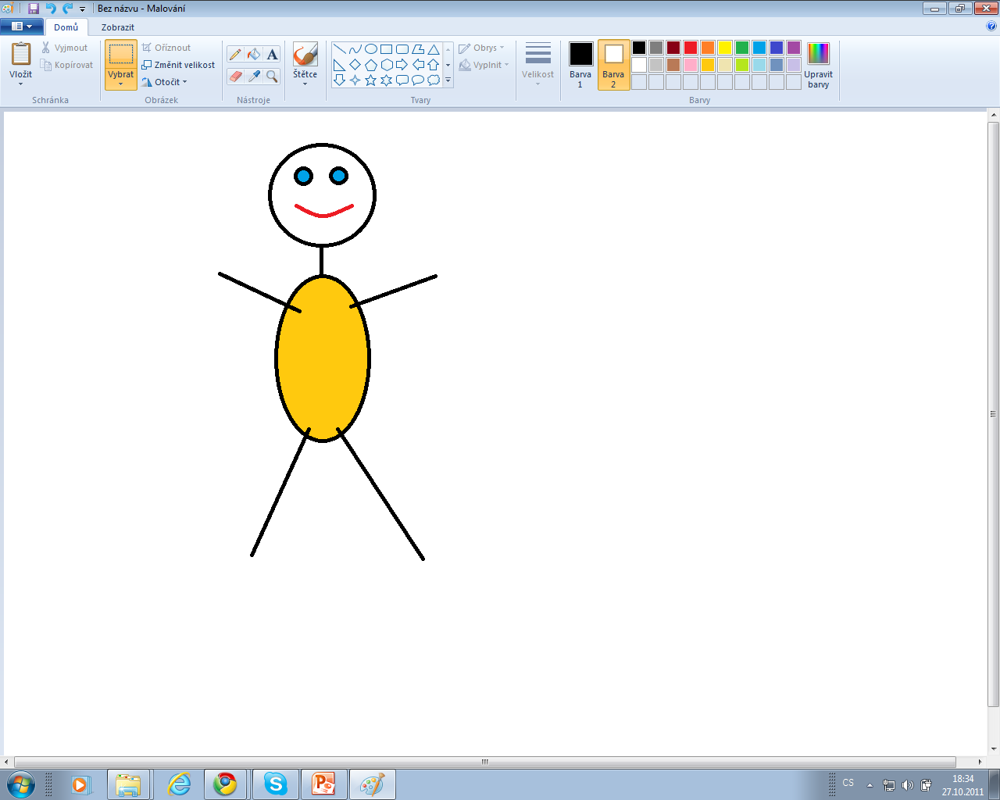 Bez názvu - Malování
Domů
Zobrazit
Vložit
Vyjmout
Kopírovat
Schránka
Vybrat
Oříznout
Změnit velikost
Otočit
Obrázek
A
Nástroje
Štětce
Tvary
Obrys
Vyplnit
Velikost
Barva
1
Barva
2
Upravit
barvy
Barvy
CS
18:34
27.10.2011